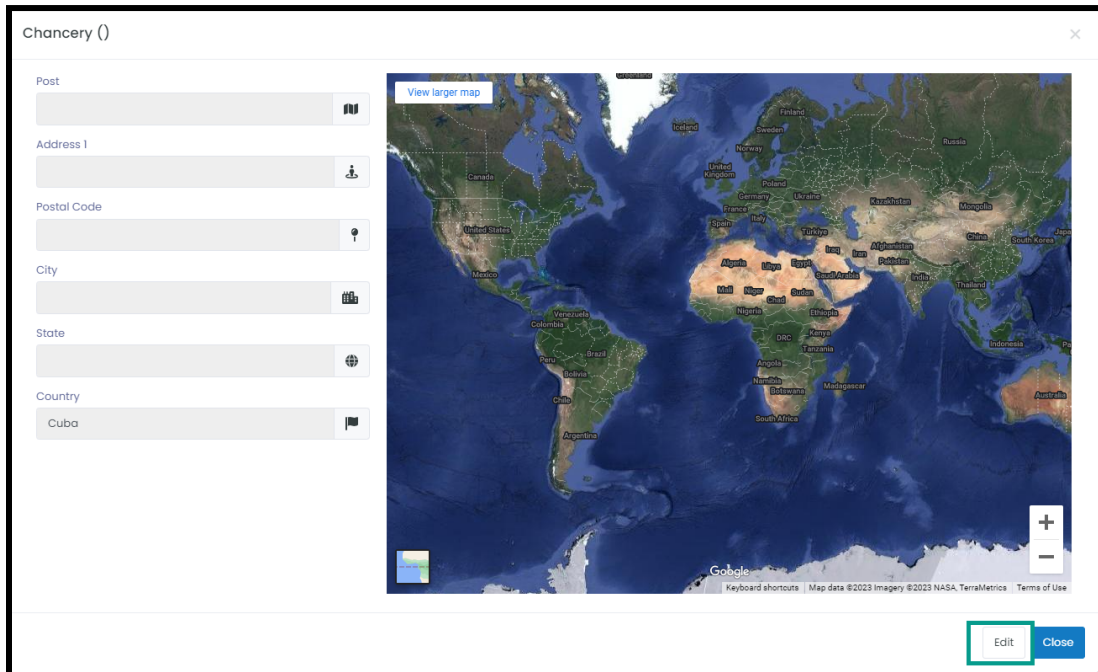 Chancery ()
×
Post
Address 1
Postal Code
City
State
Country
Cuba
View larger map
Greenland
Iceland
Finland
Sweden
Norway
Russia
United
Kingdom
Poland
Germany
Ukraine
France
Kazakhstan
Mongolia
Canada
Spain
Italy
Türkiye
United States
China
South Korea
Japa
Iraq
Iran
Afghanistan
Pakistan
Algeria
Libya
Egypt
Saudi Arabia
India
Mexico
Thailand
Mali
Niger
Chad
Sudan
Nigeria
Ethiopia
Venezuela
Colombia
DRC
Kenya
Tanzania
Indonesia
Pa
Peru
Brazil
Bolivia
Angola
Namibia
Botswana
Madagascar
Chile
Australia
South Africa
Argentina
+
−
Google
Keyboard shortcuts
Map data ©2023 Imagery ©2023 NASA, TerraMetrics
Terms of Use
Edit
Close